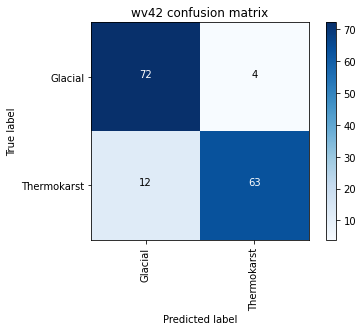 wv42 confusion matrix
True label
Glacial
72
4
Thermokarst
12
63
Glacial
Thermokarst
Predicted label
70
60
50
40
30
20
10